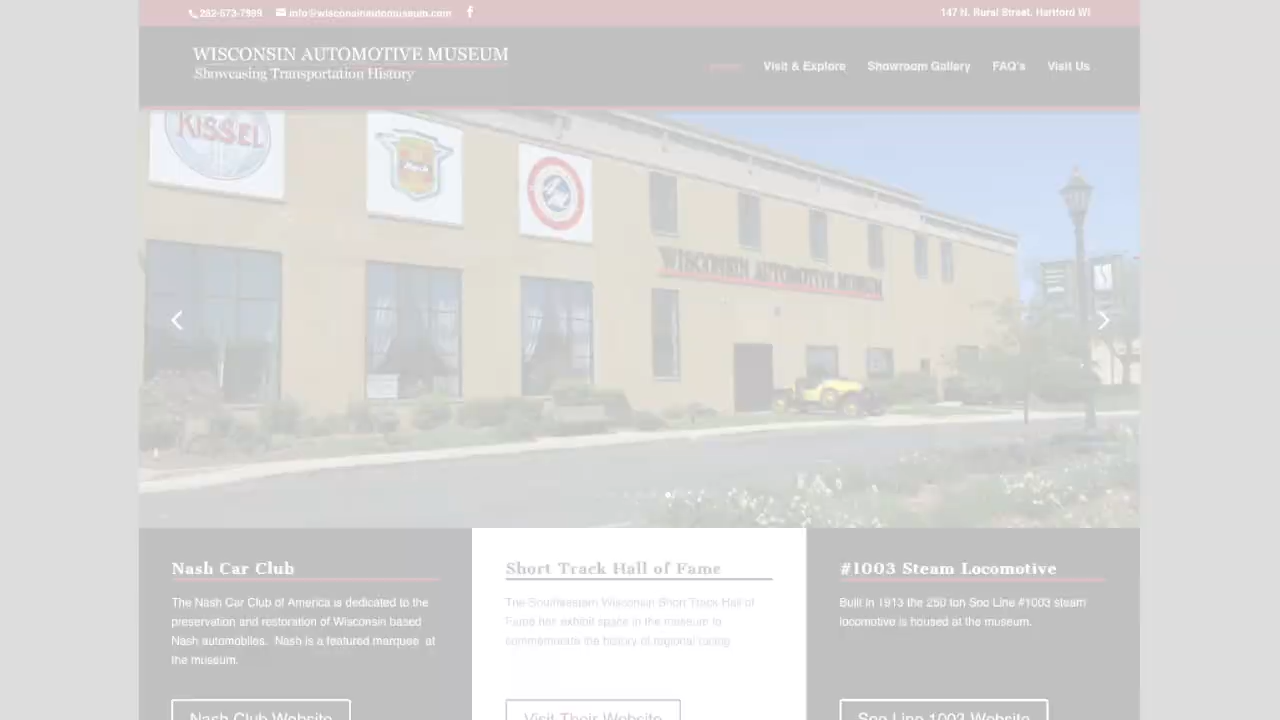 262-673-7999 info@wisconsinautomuseum.com 147 N. Rural Street, Hartford WI
WISCONSIN AUTOMOTIVE MUSEUM
Showcasing Transportation History
Home Visit & Explore Showroom Gallery FAQ's Visit Us
KISSEL
Nash
WISCONSIN AUTOMOTIVE MUSEUM
Nash Car Club
The Nash Car Club of America is dedicated to the
preservation and restoration of Wisconsin based
Nash automobiles. Nash is a featured marquee at
the museum.
Nash Club Website
Short Track Hall of Fame
The Southeastern Wisconsin Short Track Hall of
Fame has exhibit space in the museum to
commemorate the history of regional racing
Visit Their Website
#1003 Steam Locomotive
Built in 1913 the 250 ton Soo Line #1003 steam
locomotive is housed at the museum.
Soo Line 1003 Website